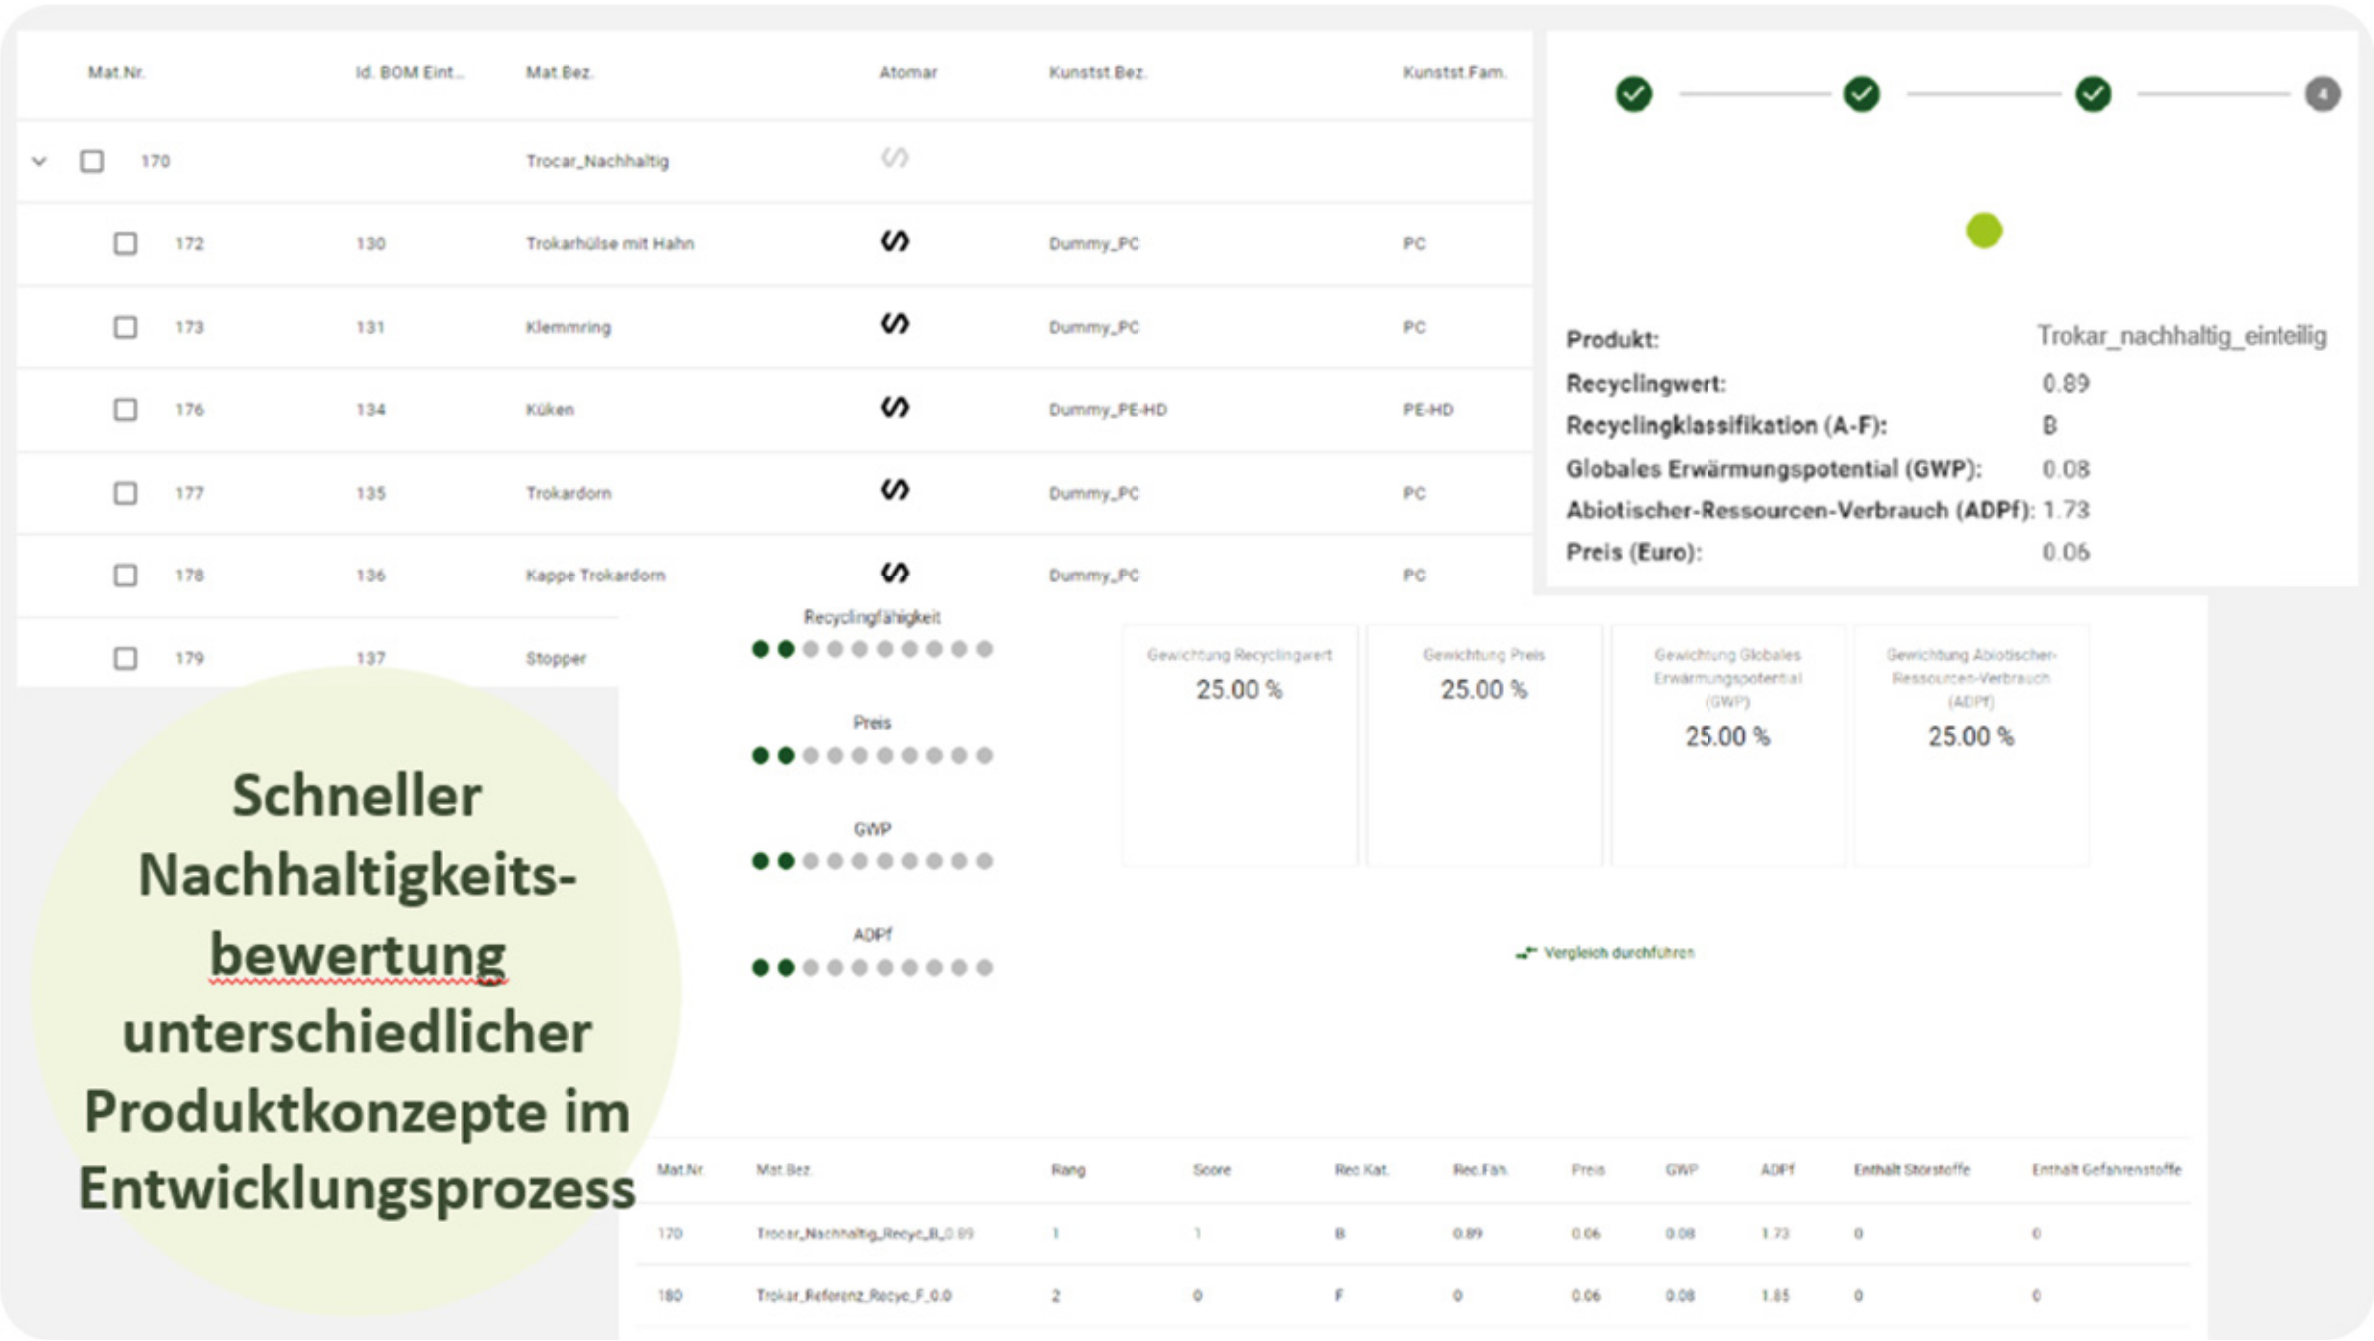 Mat.Nr. Id. BOM Eint... Mat.Bez. Atomar Kunstst.Bez. Kunstst.Fam.
170 Trocar_Nachhaltig
172 130 Trokarhülse mit Hahn Dummy_PC PC
173 131 Klemmring Dummy_PC PC
176 134 Küken Dummy_PE-HD PE-HD
177 135 Trokardorn Dummy_PC PC
178 136 Kappe Trokardorn Dummy_PC PC
179 137 Stopper
4
Produkt: Trokar_nachhaltig_einteilig
Recyclingwert: 0.89
Recyclingklassifikation (A-F): B
Globales Erwärmungspotential (GWP): 0.08
Abiotischer-Ressourcen-Verbrauch (ADPf): 1.73
Preis (Euro): 0.06
Recyclingfähigkeit
Preis
GWP
ADPf
Gewichtung Recyclingwert
25.00 %
Gewichtung Preis
25.00 %
Gewichtung Globales
Erwärmungspotential
(GWP)
25.00 %
Gewichtung Abiotischer-
Ressourcen-Verbrauch
(ADPf)
25.00 %
Vergleich durchführen
Schneller
Nachhaltigkeits-
bewertung
unterschiedlicher
Produktkonzepte im
Entwicklungsprozess
Mat.Nr. Mat.Bez. Rang Score Rec.Kat. Rec.Fäh. Preis GWP ADPf Enthält Störstoffe Enthält Gefahrenstoffe
170 Trocar_Nachhaltig_Recyc_B_0.89 1 1 B 0.89 0.06 0.08 1.73 0 0
180 Trokar_Referenz_Recyc_F_0.0 2 0 F 0 0.06 0.08 1.85 0 0